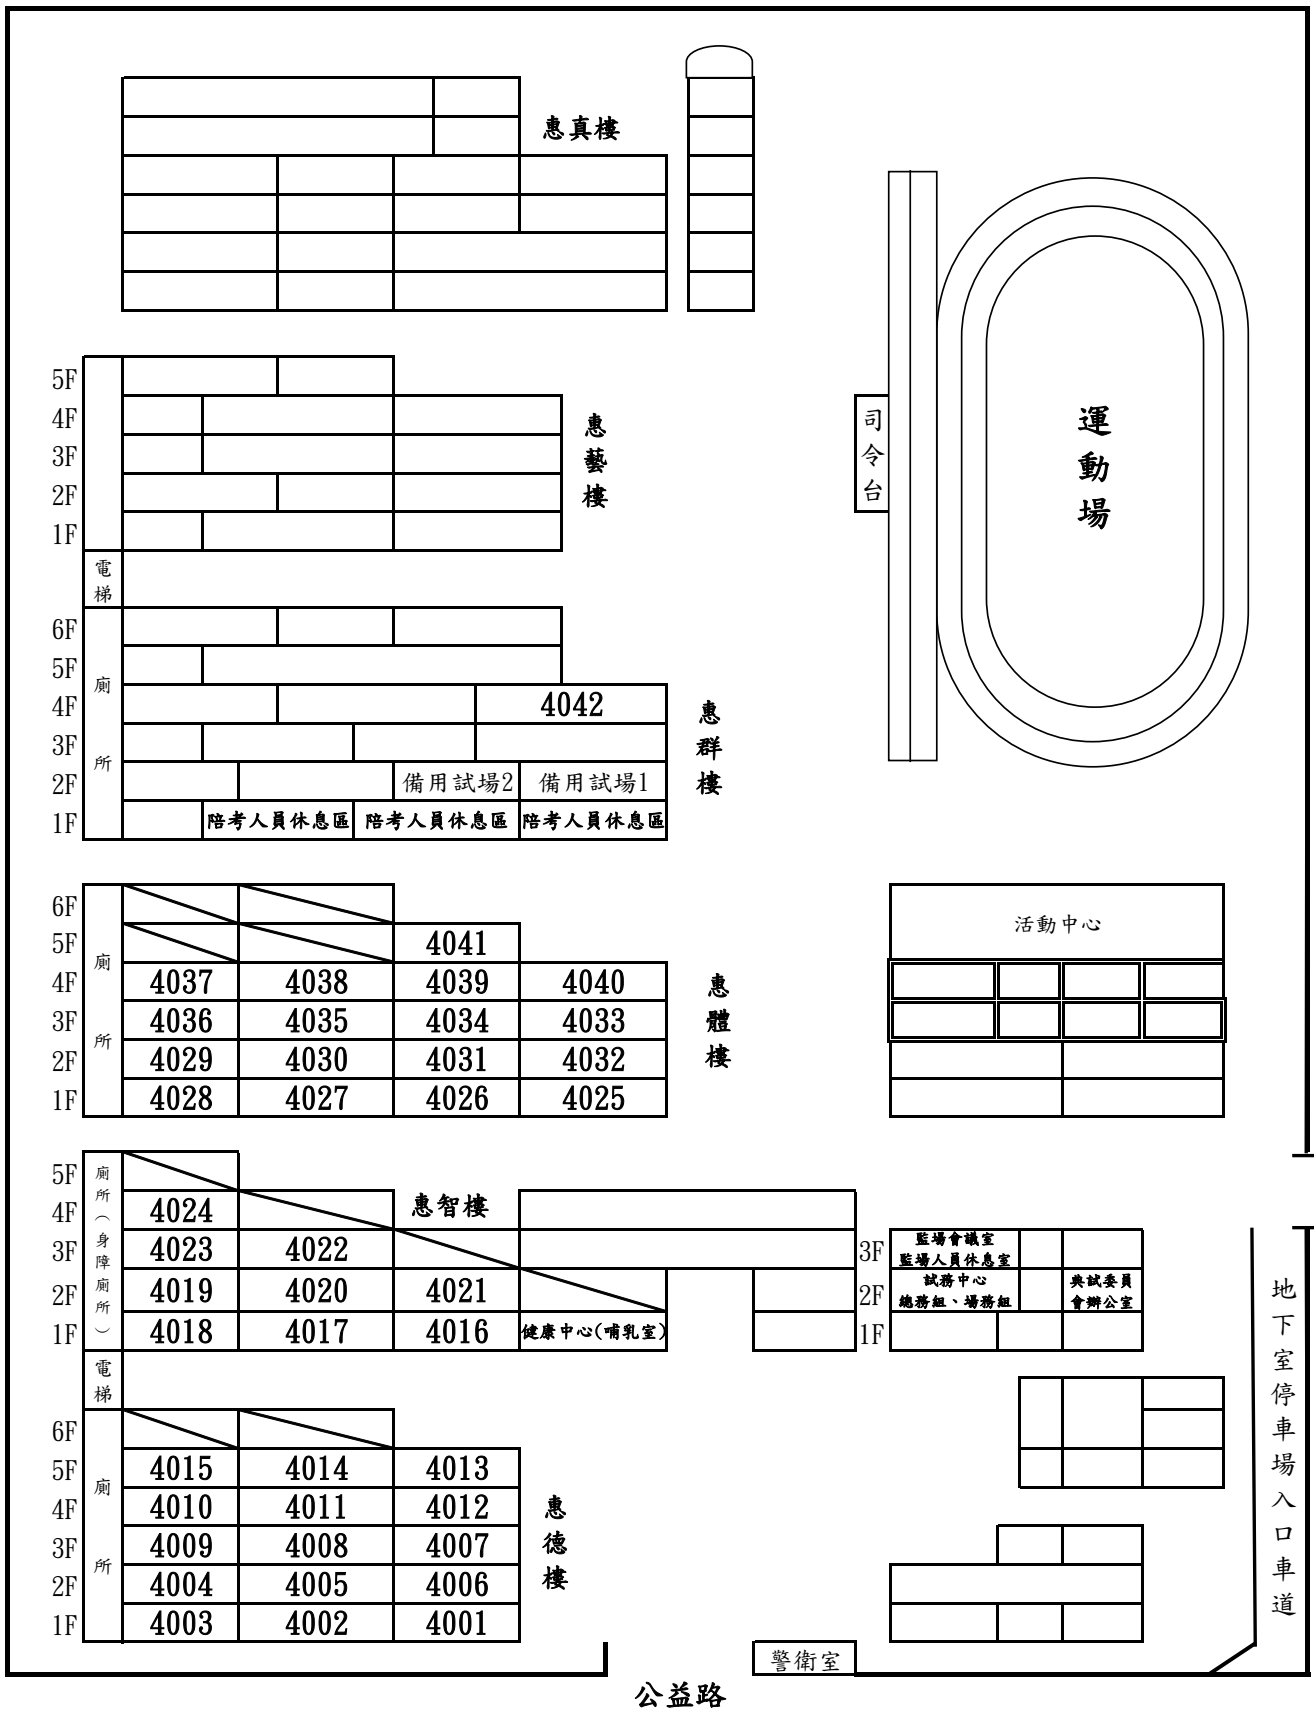 惠真樓
5F
4F
3F
2F
1F
惠藝樓
司令台
運動場
電梯
6F
5F
4F 4042
3F
2F 備用試場2 備用試場1
1F 陪考人員休息區 陪考人員休息區 陪考人員休息區
廁所
惠群樓
6F
5F 4041
4F 4037 4038 4039 4040
3F 4036 4035 4034 4033
2F 4029 4030 4031 4032
1F 4028 4027 4026 4025
廁所
惠體樓
活動中心
5F
4F 4024
3F 4023 4022
2F 4019 4020 4021
1F 4018 4017 4016 健康中心(哺乳室)
廁所(身障廁所)
惠智樓
3F 監場會議室
監場人員休息室
2F 試務中心
總務組、場務組
典試委員
會辦公室
1F
地下室停車場入口車道
電梯
6F
5F 4015 4014 4013
4F 4010 4011 4012
3F 4009 4008 4007
2F 4004 4005 4006
1F 4003 4002 4001
廁所
惠德樓
警衛室
公益路